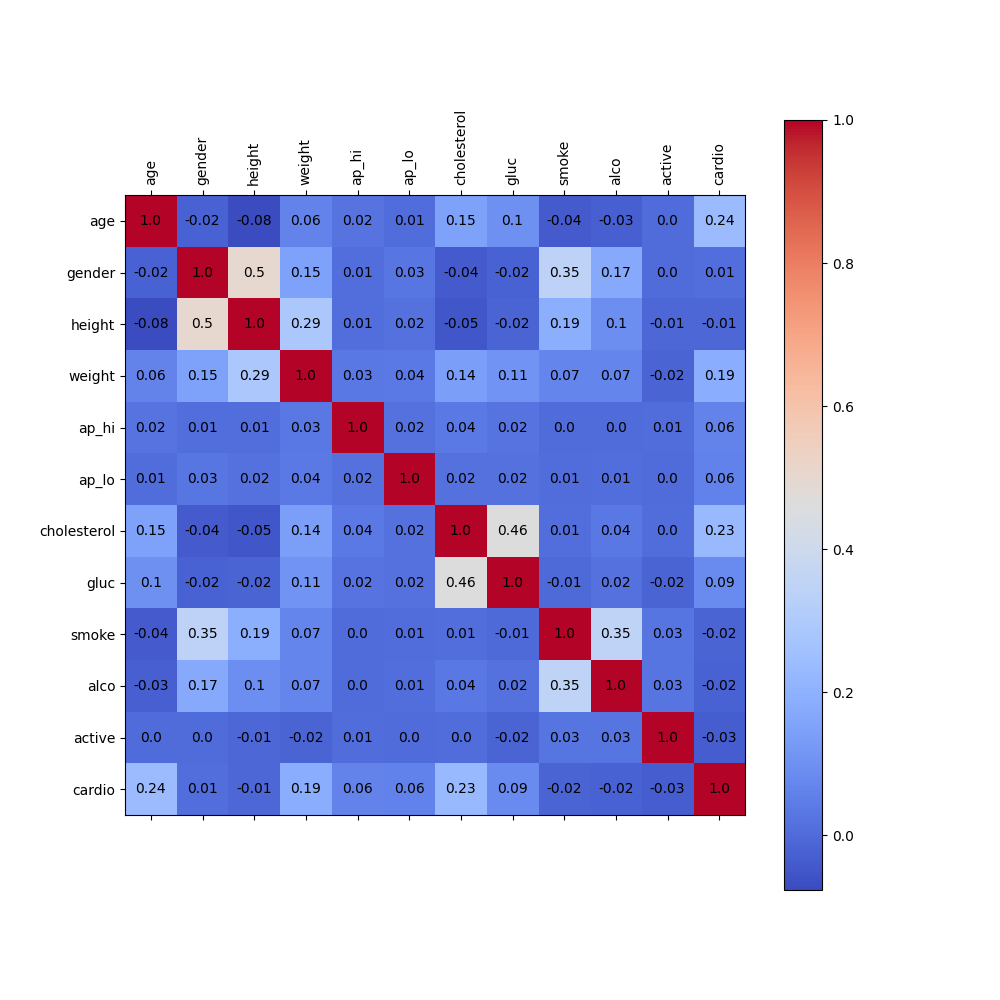 age gender height weight ap_hi ap_lo cholesterol gluc smoke alco active cardio
age 1.0 -0.02 -0.08 0.06 0.02 0.01 0.15 0.1 -0.04 -0.03 0.0 0.24
gender -0.02 1.0 0.5 0.15 0.01 0.03 -0.04 -0.02 0.35 0.17 0.0 0.01
height -0.08 0.5 1.0 0.29 0.01 0.02 -0.05 -0.02 0.19 0.1 -0.01 -0.01
weight 0.06 0.15 0.29 1.0 0.03 0.04 0.14 0.11 0.07 0.07 -0.02 0.19
ap_hi 0.02 0.01 0.01 0.03 1.0 0.02 0.04 0.02 0.0 0.0 0.01 0.06
ap_lo 0.01 0.03 0.02 0.04 0.02 1.0 0.02 0.02 0.01 0.01 0.0 0.06
cholesterol 0.15 -0.04 -0.05 0.14 0.04 0.02 1.0 0.46 0.01 0.04 0.0 0.23
gluc 0.1 -0.02 -0.02 0.11 0.02 0.02 0.46 1.0 -0.01 0.02 -0.02 0.09
smoke -0.04 0.35 0.19 0.07 0.0 0.01 0.01 -0.01 1.0 0.35 0.03 -0.02
alco -0.03 0.17 0.1 0.07 0.0 0.01 0.04 0.02 0.35 1.0 0.03 -0.02
active 0.0 0.0 -0.01 -0.02 0.01 0.0 0.0 -0.02 0.03 0.03 1.0 -0.03
cardio 0.24 0.01 -0.01 0.19 0.06 0.06 0.23 0.09 -0.02 -0.02 -0.03 1.0
1.0
0.8
0.6
0.4
0.2
0.0